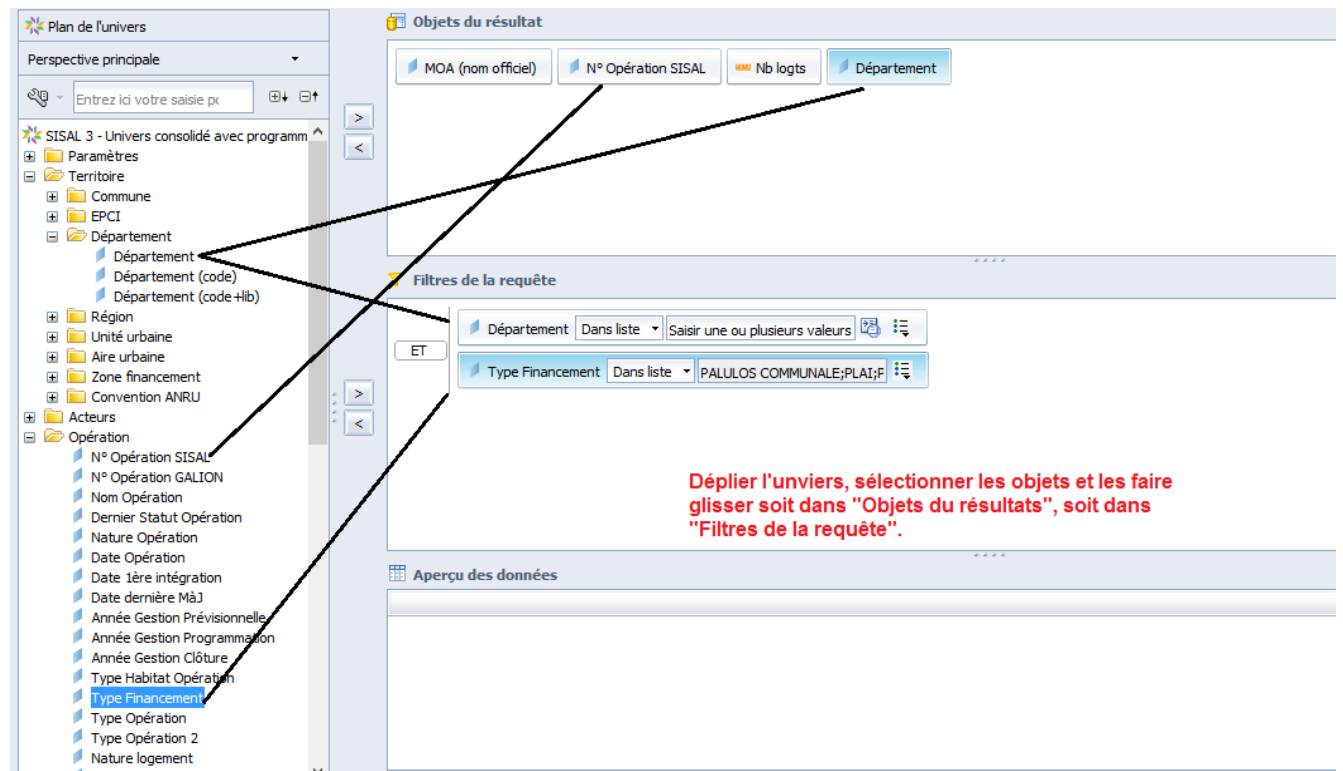 Plan de l'univers
Perspective principale
Entrez ici votre saisie po
SISAL 3 - Univers consolidé avec programm
Paramètres
Territoire
Commune
EPCI
Département
Département
Département (code)
Département (code+lib)
Région
Unité urbaine
Aire urbaine
Zone financement
Convention ANRU
Acteurs
Opération
N° Opération SISAL
N° Opération GALION
Nom Opération
Dernier Statut Opération
Nature Opération
Date Opération
Date 1ère intégration
Date dernière MàJ
Année Gestion Prévisionnelle
Année Gestion Programmation
Année Gestion Clôture
Type Habitat Opération
Type Financement
Type Opération
Type Opération 2
Nature logement
>
<
>
<
Objets du résultat
MOA (nom officiel) N° Opération SISAL Nb logts Département
Filtres de la requête
ET
Département Dans liste Saisir une ou plusieurs valeurs
Type Financement Dans liste PALULOS COMMUNALE;PLAI;P
Déplier l'unviers, sélectionner les objets et les faire
glisser soit dans "Objets du résultats", soit dans
"Filtres de la requête".
Aperçu des données